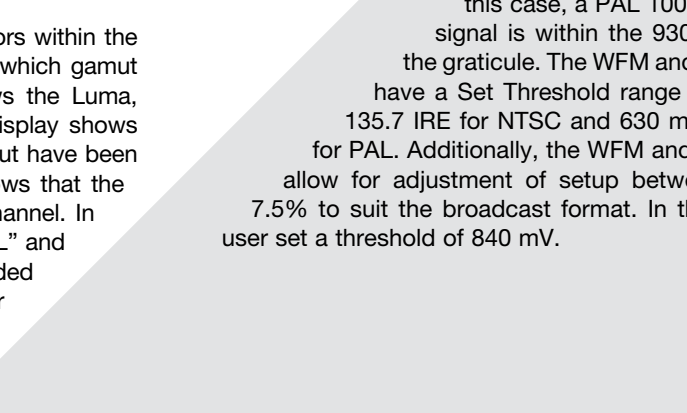 ors within the
which gamut
ws the Luma,
isplay shows
ut have been
ows that the
hannel. In
L” and
ded
r
this case, a PAL 100
signal is within the 930
the graticule. The WFM and
have a Set Threshold range
135.7 IRE for NTSC and 630 m
for PAL. Additionally, the WFM and
allow for adjustment of setup betwe
7.5% to suit the broadcast format. In th
user set a threshold of 840 mV.